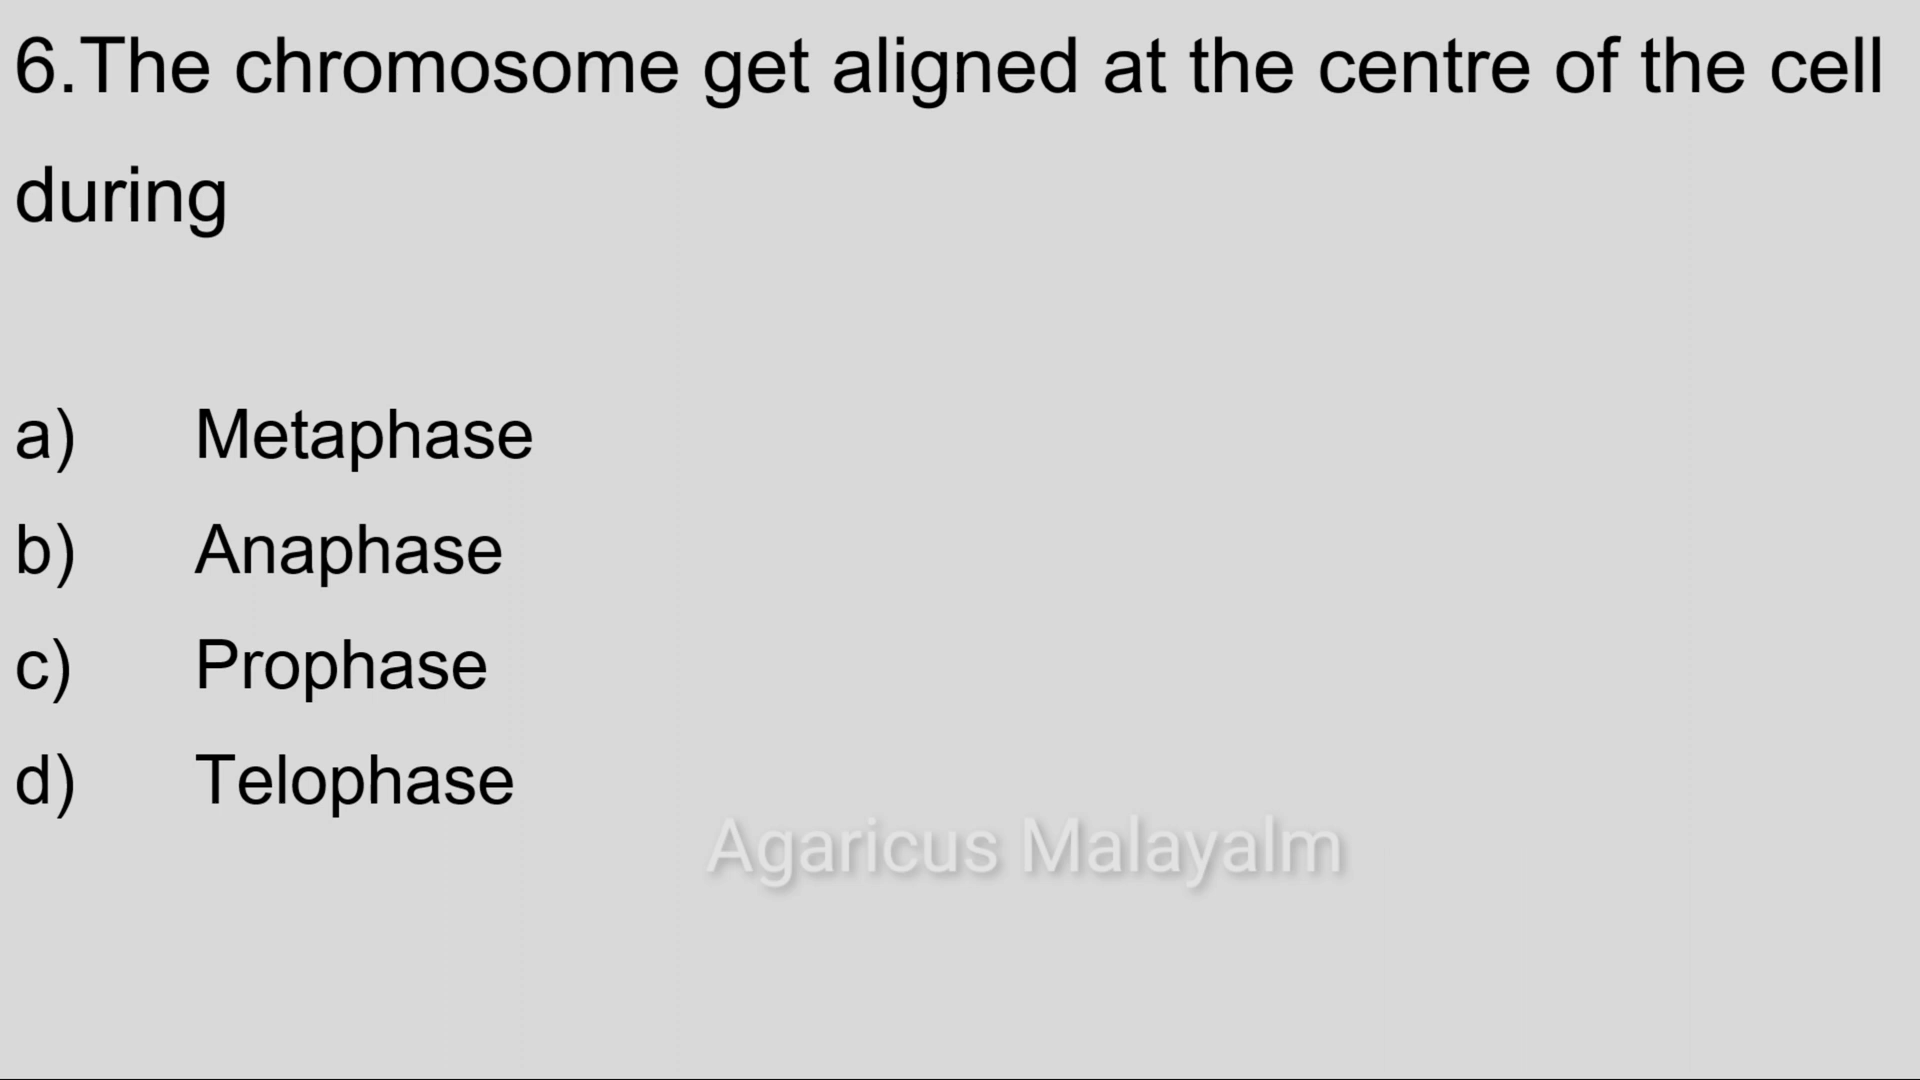 6.The chromosome get aligned at the centre of the cell
during
a) Metaphase
b) Anaphase
c) Prophase
d) Telophase
Agaricus Malayalm